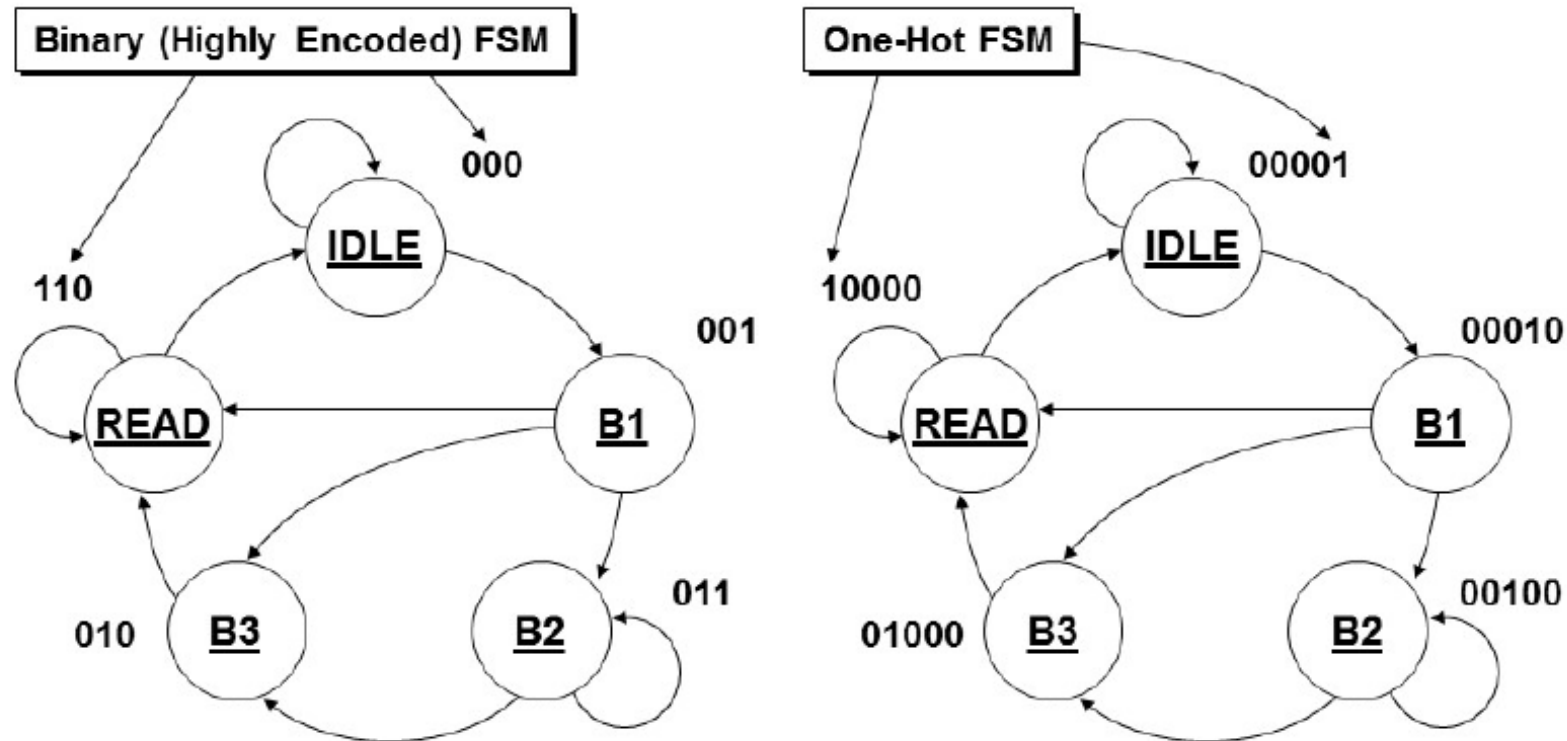 Binary (Highly Encoded) FSM
000
IDLE
110
001
READ
B1
011
010
B3
B2
One-Hot FSM
00001
IDLE
10000
00010
READ
B1
00100
01000
B3
B2